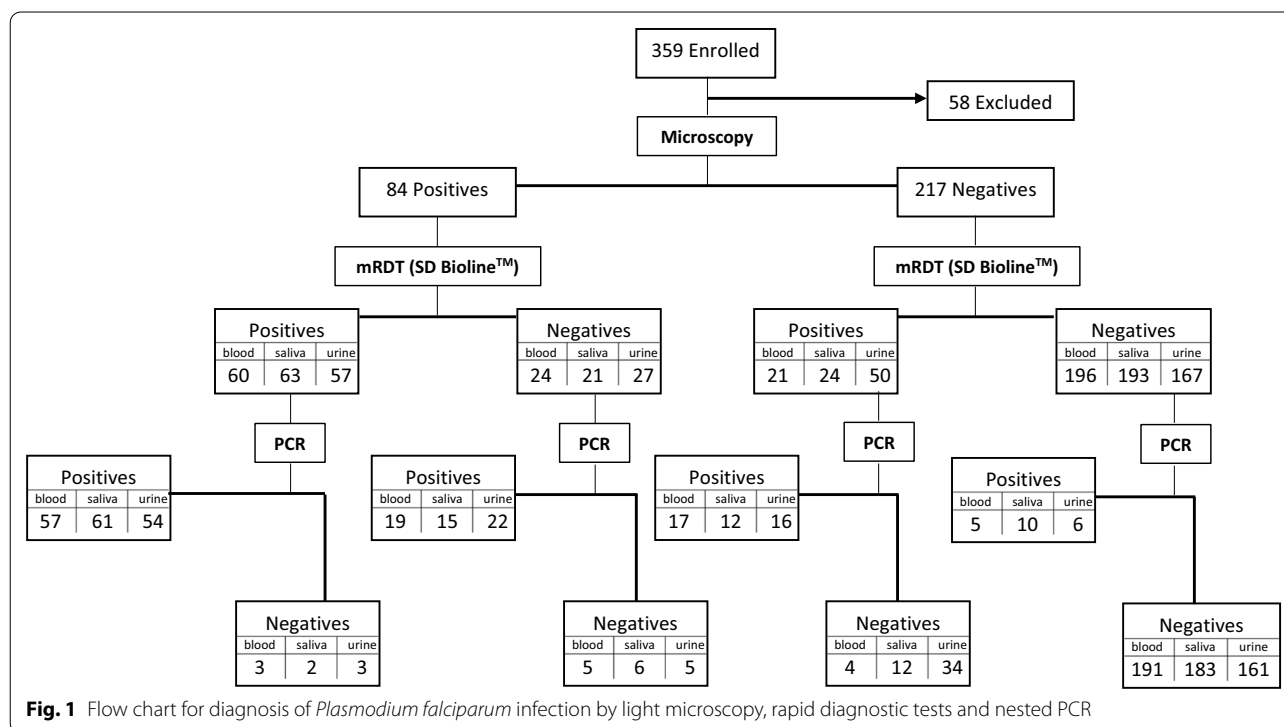 359 Enrolled
58 Excluded
Microscopy
84 Positives
217 Negatives
mRDT (SD Bioline™)
mRDT (SD Bioline™)
Positives
blood saliva urine
60 63 57
Negatives
blood saliva urine
24 21 27
Positives
blood saliva urine
21 24 50
Negatives
blood saliva urine
196 193 167
PCR
PCR
PCR
PCR
Positives
blood saliva urine
57 61 54
Positives
blood saliva urine
19 15 22
Positives
blood saliva urine
17 12 16
Positives
blood saliva urine
5 10 6
Negatives
blood saliva urine
3 2 3
Negatives
blood saliva urine
5 6 5
Negatives
blood saliva urine
4 12 34
Negatives
blood saliva urine
191 183 161
Fig. 1 Flow chart for diagnosis of Plasmodium falciparum infection by light microscopy, rapid diagnostic tests and nested PCR